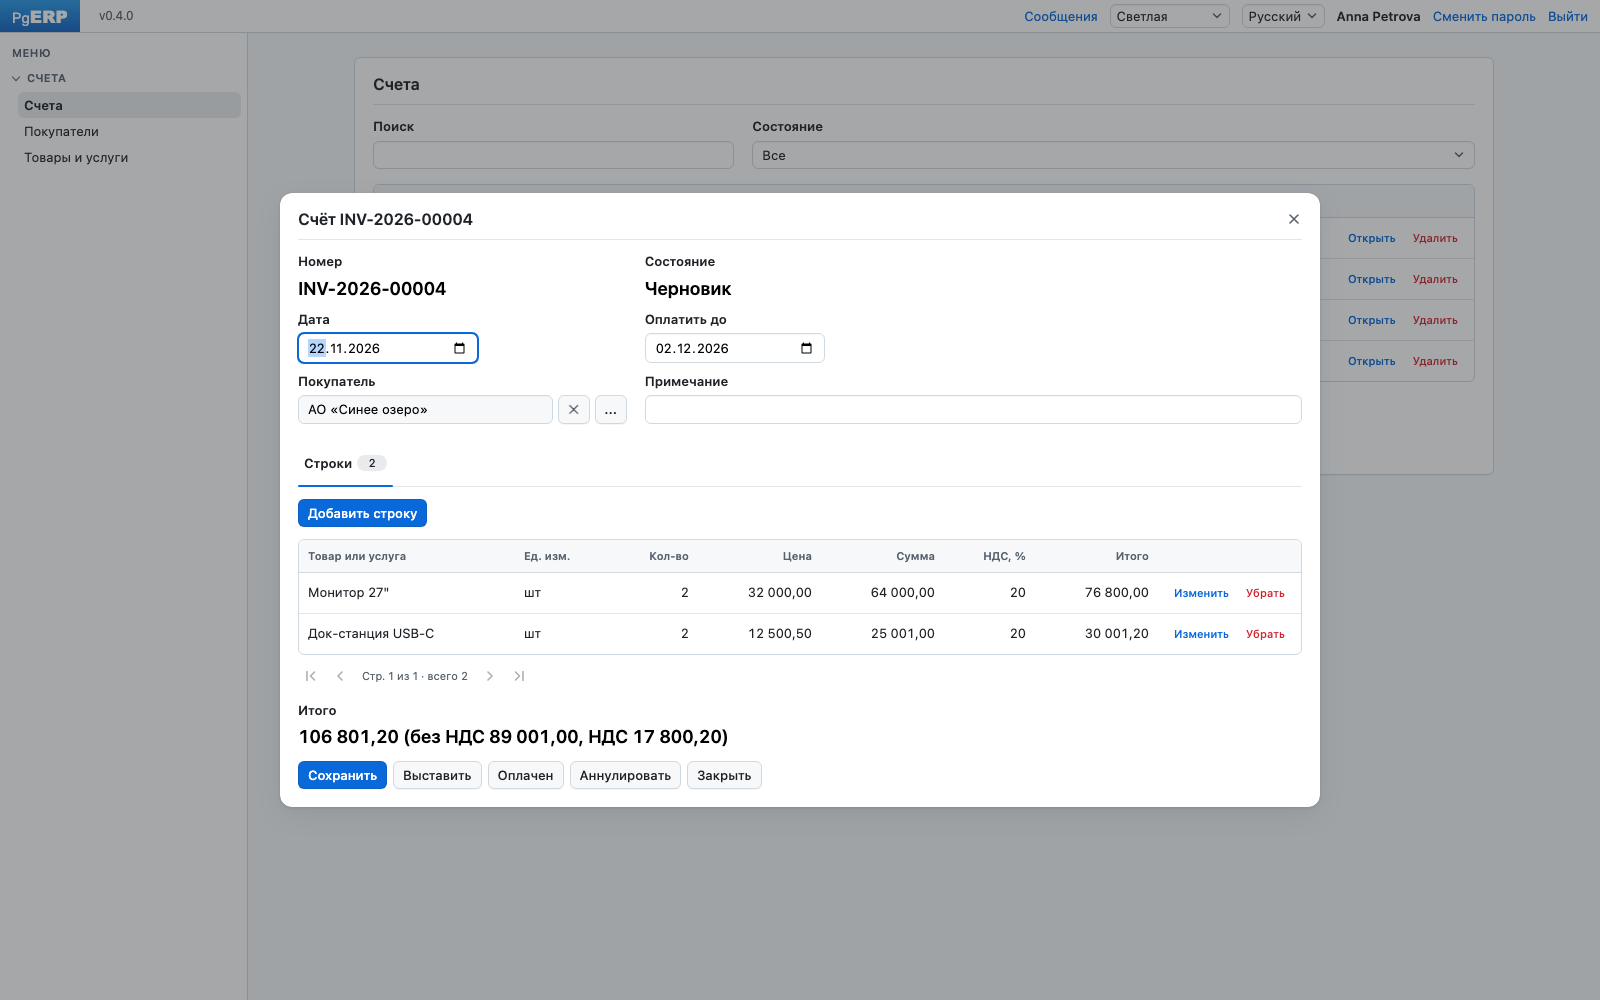 PgERP v0.4.0 Сообщения Светлая Русский Anna Petrova Сменить пароль Выйти
МЕНЮ
СЧЕТА
Счета
Покупатели
Товары и услуги
Счета
Поиск Состояние
Все
Открыть Удалить
Открыть Удалить
Открыть Удалить
Открыть Удалить
Счёт INV-2026-00004
Номер Состояние
INV-2026-00004 Черновик
Дата Оплатить до
22.11.2026 02.12.2026
Покупатель Примечание
АО «Синее озеро» ...
Строки 2
Добавить строку
Товар или услуга Ед. изм. Кол-во Цена Сумма НДС, % Итого
Монитор 27" шт 2 32 000,00 64 000,00 20 76 800,00 Изменить Убрать
Док-станция USB-C шт 2 12 500,50 25 001,00 20 30 001,20 Изменить Убрать
Стр. 1 из 1 · всего 2
Итого
106 801,20 (без НДС 89 001,00, НДС 17 800,20)
Сохранить Выставить Оплачен Аннулировать Закрыть